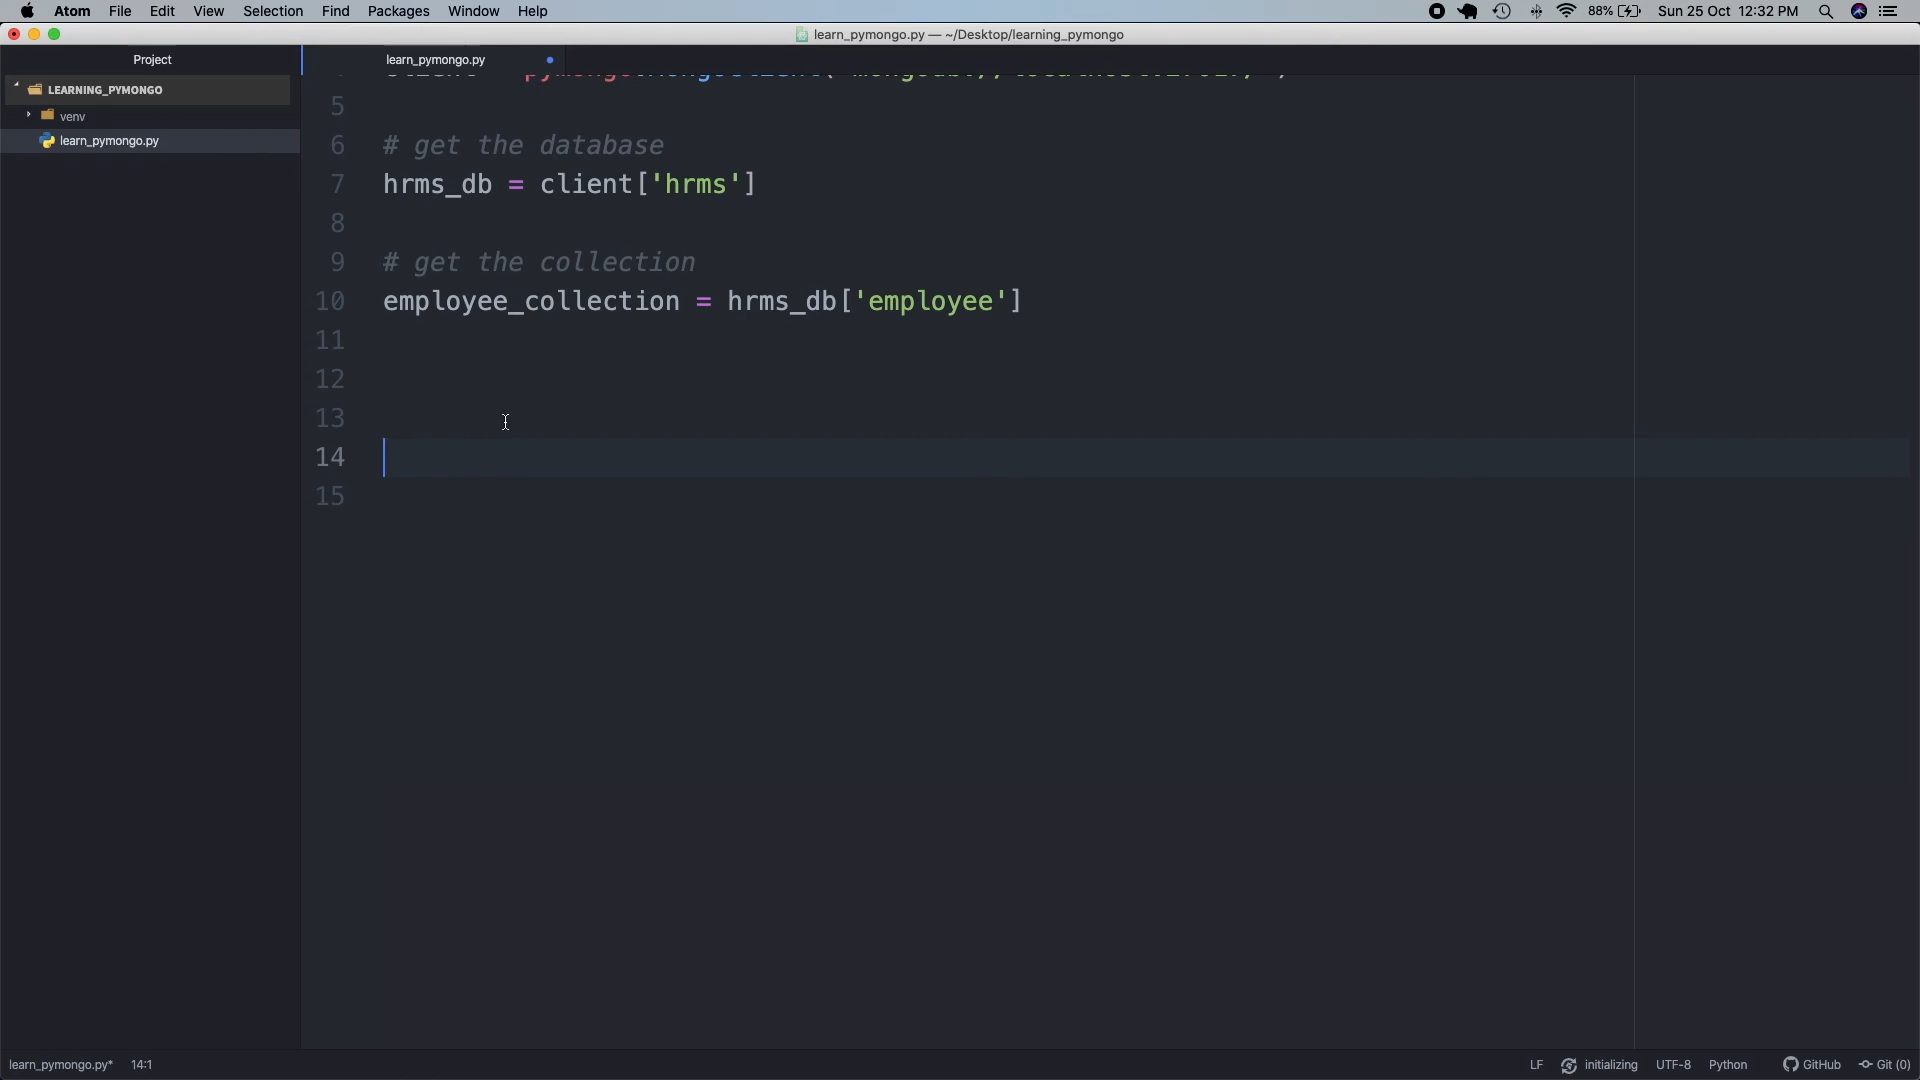 Atom File Edit View Selection Find Packages Window Help 88% Sun 25 Oct 12:32 PM
learn_pymongo.py — ~/Desktop/learning_pymongo
Project learn_pymongo.py
LEARNING_PYMONGO
venv
learn_pymongo.py
5
6 # get the database
7 hrms_db = client['hrms']
8
9 # get the collection
10 employee_collection = hrms_db['employee']
11
12
13
14
15
learn_pymongo.py* 14:1 LF initializing UTF-8 Python GitHub Git (0)